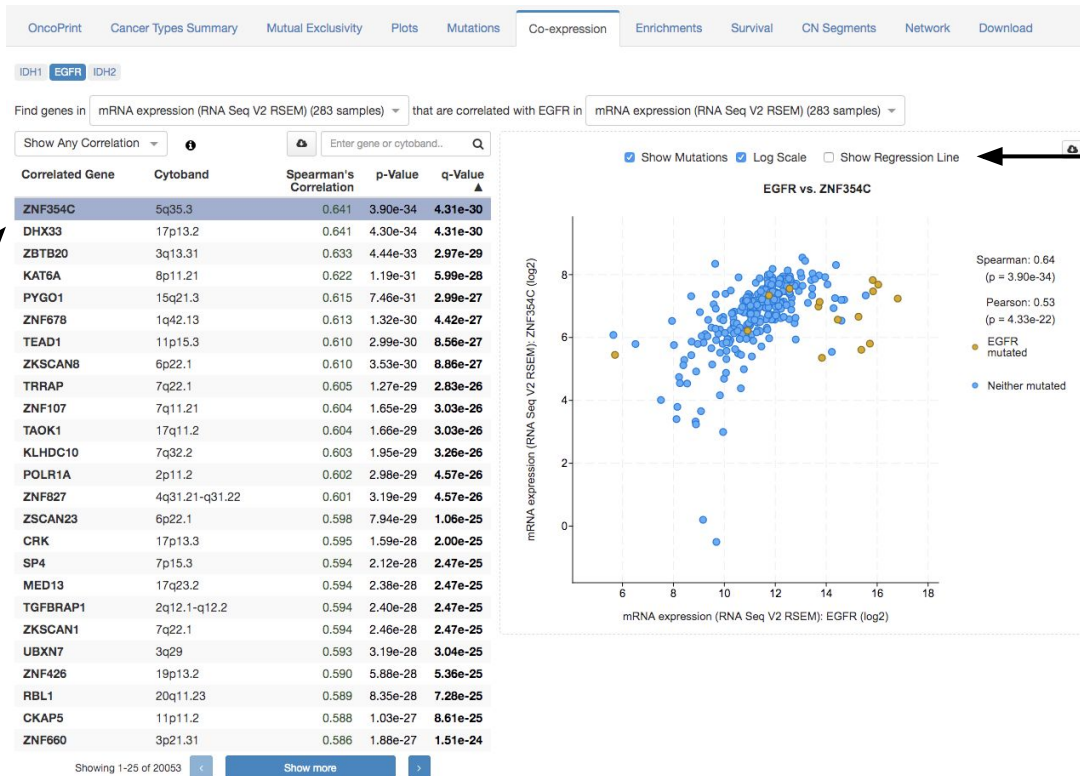 OncoPrint Cancer Types Summary Mutual Exclusivity Plots Mutations Co-expression Enrichments Survival CN Segments Network Download
IDH1 EGFR IDH2
Find genes in mRNA expression (RNA Seq V2 RSEM) (283 samples) that are correlated with EGFR in mRNA expression (RNA Seq V2 RSEM) (283 samples)
Show Any Correlation Enter gene or cytoband..
Correlated Gene Cytoband Spearman's Correlation p-Value q-Value
ZNF354C 5q35.3 0.641 3.90e-34 4.31e-30
DHX33 17p13.2 0.641 4.30e-34 4.31e-30
ZBTB20 3q13.31 0.633 4.44e-33 2.97e-29
KAT6A 8p11.21 0.622 1.19e-31 5.99e-28
PYGO1 15q21.3 0.615 7.46e-31 2.99e-27
ZNF678 1q42.13 0.613 1.32e-30 4.42e-27
TEAD1 11p15.3 0.610 2.99e-30 8.56e-27
ZKSCAN8 6p22.1 0.610 3.53e-30 8.86e-27
TRRAP 7q22.1 0.605 1.27e-29 2.83e-26
ZNF107 7q11.21 0.604 1.65e-29 3.03e-26
TAOK1 17q11.2 0.604 1.66e-29 3.03e-26
KLHDC10 7q32.2 0.603 1.95e-29 3.26e-26
POLR1A 2p11.2 0.602 2.98e-29 4.57e-26
ZNF827 4q31.21-q31.22 0.601 3.19e-29 4.57e-26
ZSCAN23 6p22.1 0.598 7.94e-29 1.06e-25
CRK 17p13.3 0.595 1.59e-28 2.00e-25
SP4 7p15.3 0.594 2.12e-28 2.47e-25
MED13 17q23.2 0.594 2.38e-28 2.47e-25
TGFBRAP1 2q12.1-q12.2 0.594 2.40e-28 2.47e-25
ZKSCAN1 7q22.1 0.594 2.46e-28 2.47e-25
UBXN7 3q29 0.593 3.19e-28 3.04e-25
ZNF426 19p13.2 0.590 5.88e-28 5.36e-25
RBL1 20q11.23 0.589 8.35e-28 7.28e-25
CKAP5 11p11.2 0.588 1.03e-27 8.61e-25
ZNF660 3p21.31 0.586 1.88e-27 1.51e-24
Showing 1-25 of 20053 Show more
Show Mutations Log Scale Show Regression Line
EGFR vs. ZNF354C
mRNA expression (RNA Seq V2 RSEM): ZNF354C (log2)
8
6
4
2
0
6 8 10 12 14 16 18
mRNA expression (RNA Seq V2 RSEM): EGFR (log2)
Spearman: 0.64
(p = 3.90e-34)
Pearson: 0.53
(p = 4.33e-22)
EGFR
mutated
Neither mutated